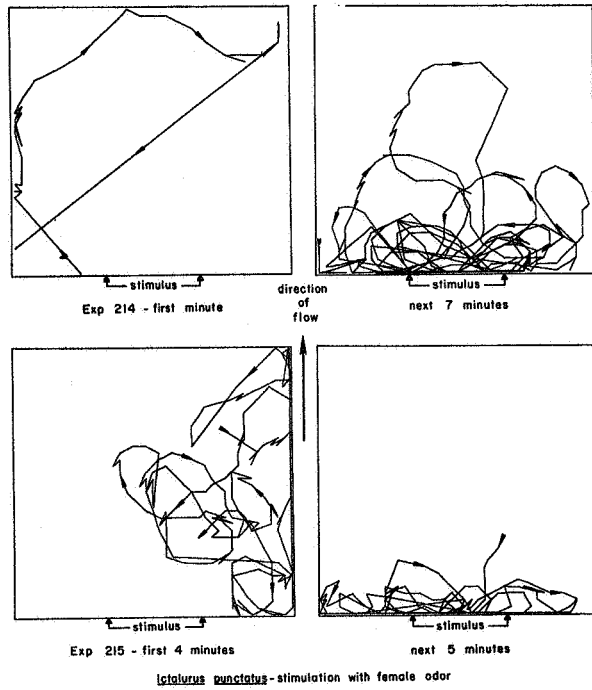 stimulus
stimulus
Exp 214 - first minute
direction
of
flow
next 7 minutes
stimulus
stimulus
Exp 215 - first 4 minutes
next 5 minutes
Ictalurus punctatus - stimulation with female odor